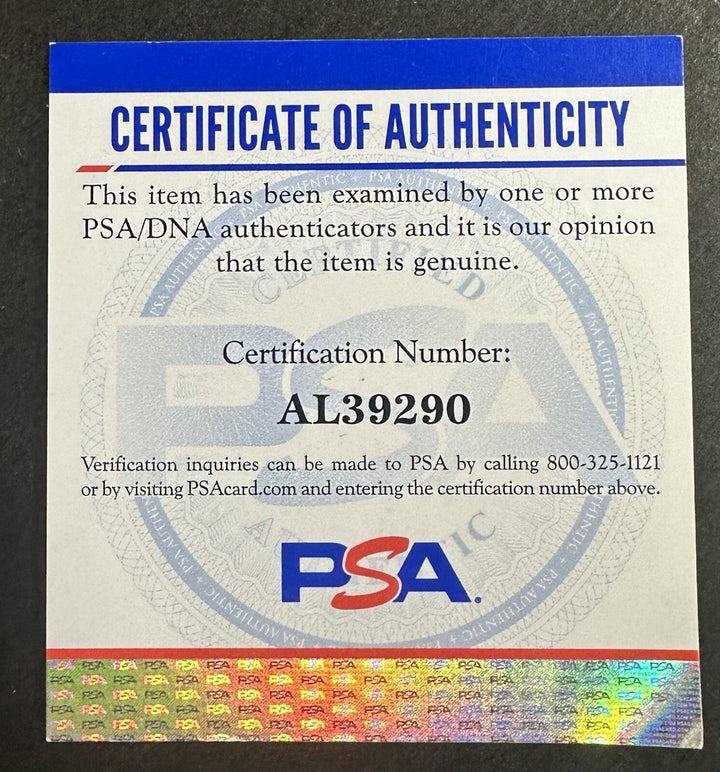 CERTIFICATE OF AUTHENTICITY
This item has been examined by one or more
PSA/DNA authenticators and it is our opinion
that the item is genuine.
CERTIFIED
PSA
Certification Number:
AL39290
Verification inquiries can be made to PSA by calling 800-325-1121
or by visiting PSAcard.com and entering the certification number above.
PSA